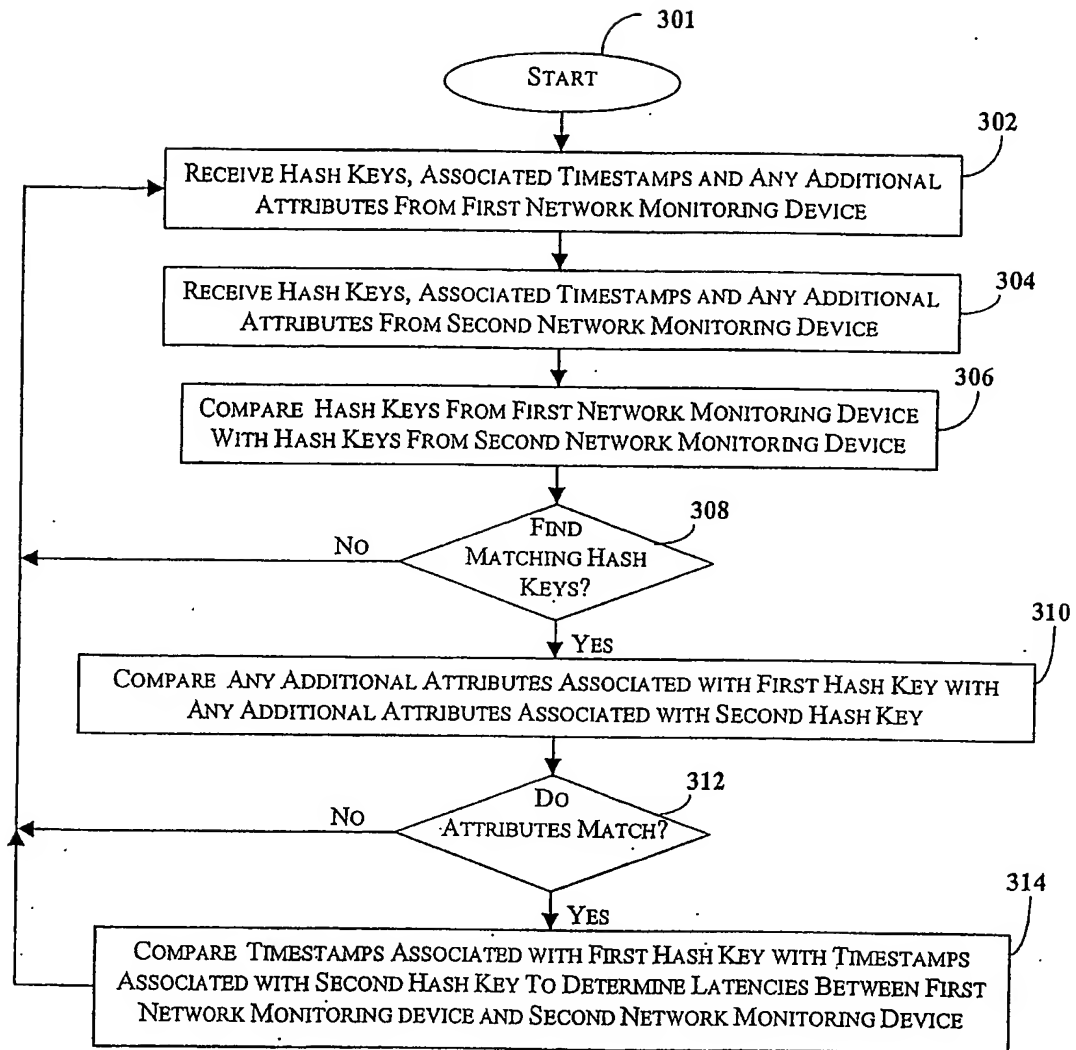 301
START
302
RECEIVE HASH KEYS, ASSOCIATED TIMESTAMPS AND ANY ADDITIONAL
ATTRIBUTES FROM FIRST NETWORK MONITORING DEVICE
304
RECEIVE HASH KEYS, ASSOCIATED TIMESTAMPS AND ANY ADDITIONAL
ATTRIBUTES FROM SECOND NETWORK MONITORING DEVICE
306
COMPARE HASH KEYS FROM FIRST NETWORK MONITORING DEVICE
WITH HASH KEYS FROM SECOND NETWORK MONITORING DEVICE
308
FIND
MATCHING HASH
KEYS?
NO
YES
310
COMPARE ANY ADDITIONAL ATTRIBUTES ASSOCIATED WITH FIRST HASH KEY WITH
ANY ADDITIONAL ATTRIBUTES ASSOCIATED WITH SECOND HASH KEY
312
DO
ATTRIBUTES MATCH?
NO
YES
314
COMPARE TIMESTAMPS ASSOCIATED WITH FIRST HASH KEY WITH TIMESTAMPS
ASSOCIATED WITH SECOND HASH KEY TO DETERMINE LATENCIES BETWEEN FIRST
NETWORK MONITORING DEVICE AND SECOND NETWORK MONITORING DEVICE